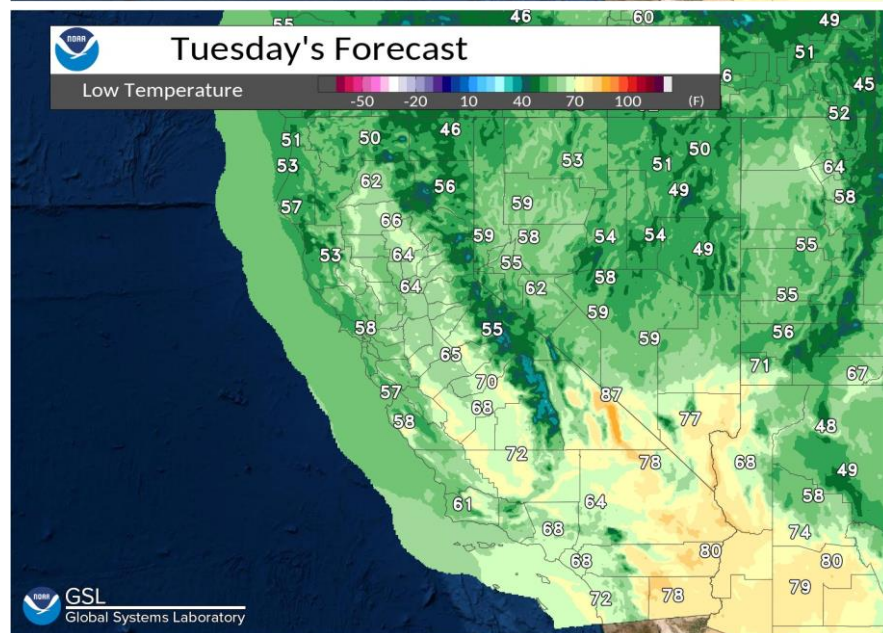 55 46 60 49
NOAA
Tuesday's Forecast
51
Low Temperature
-50 -20 10 40 70 100 (F)
45
52
51 50 46 50
53 53 51 64
62 56 49 58
57 59
66
59 58 54 54 49 55
53 64 55
64 62 58 55
58 55 59 59 56
65 71 67
57 70 87
58 68 77 48
72 78 68 49
61 64 58
68 74
68 80 80
72 78 79
NOAA
GSL
Global Systems Laboratory